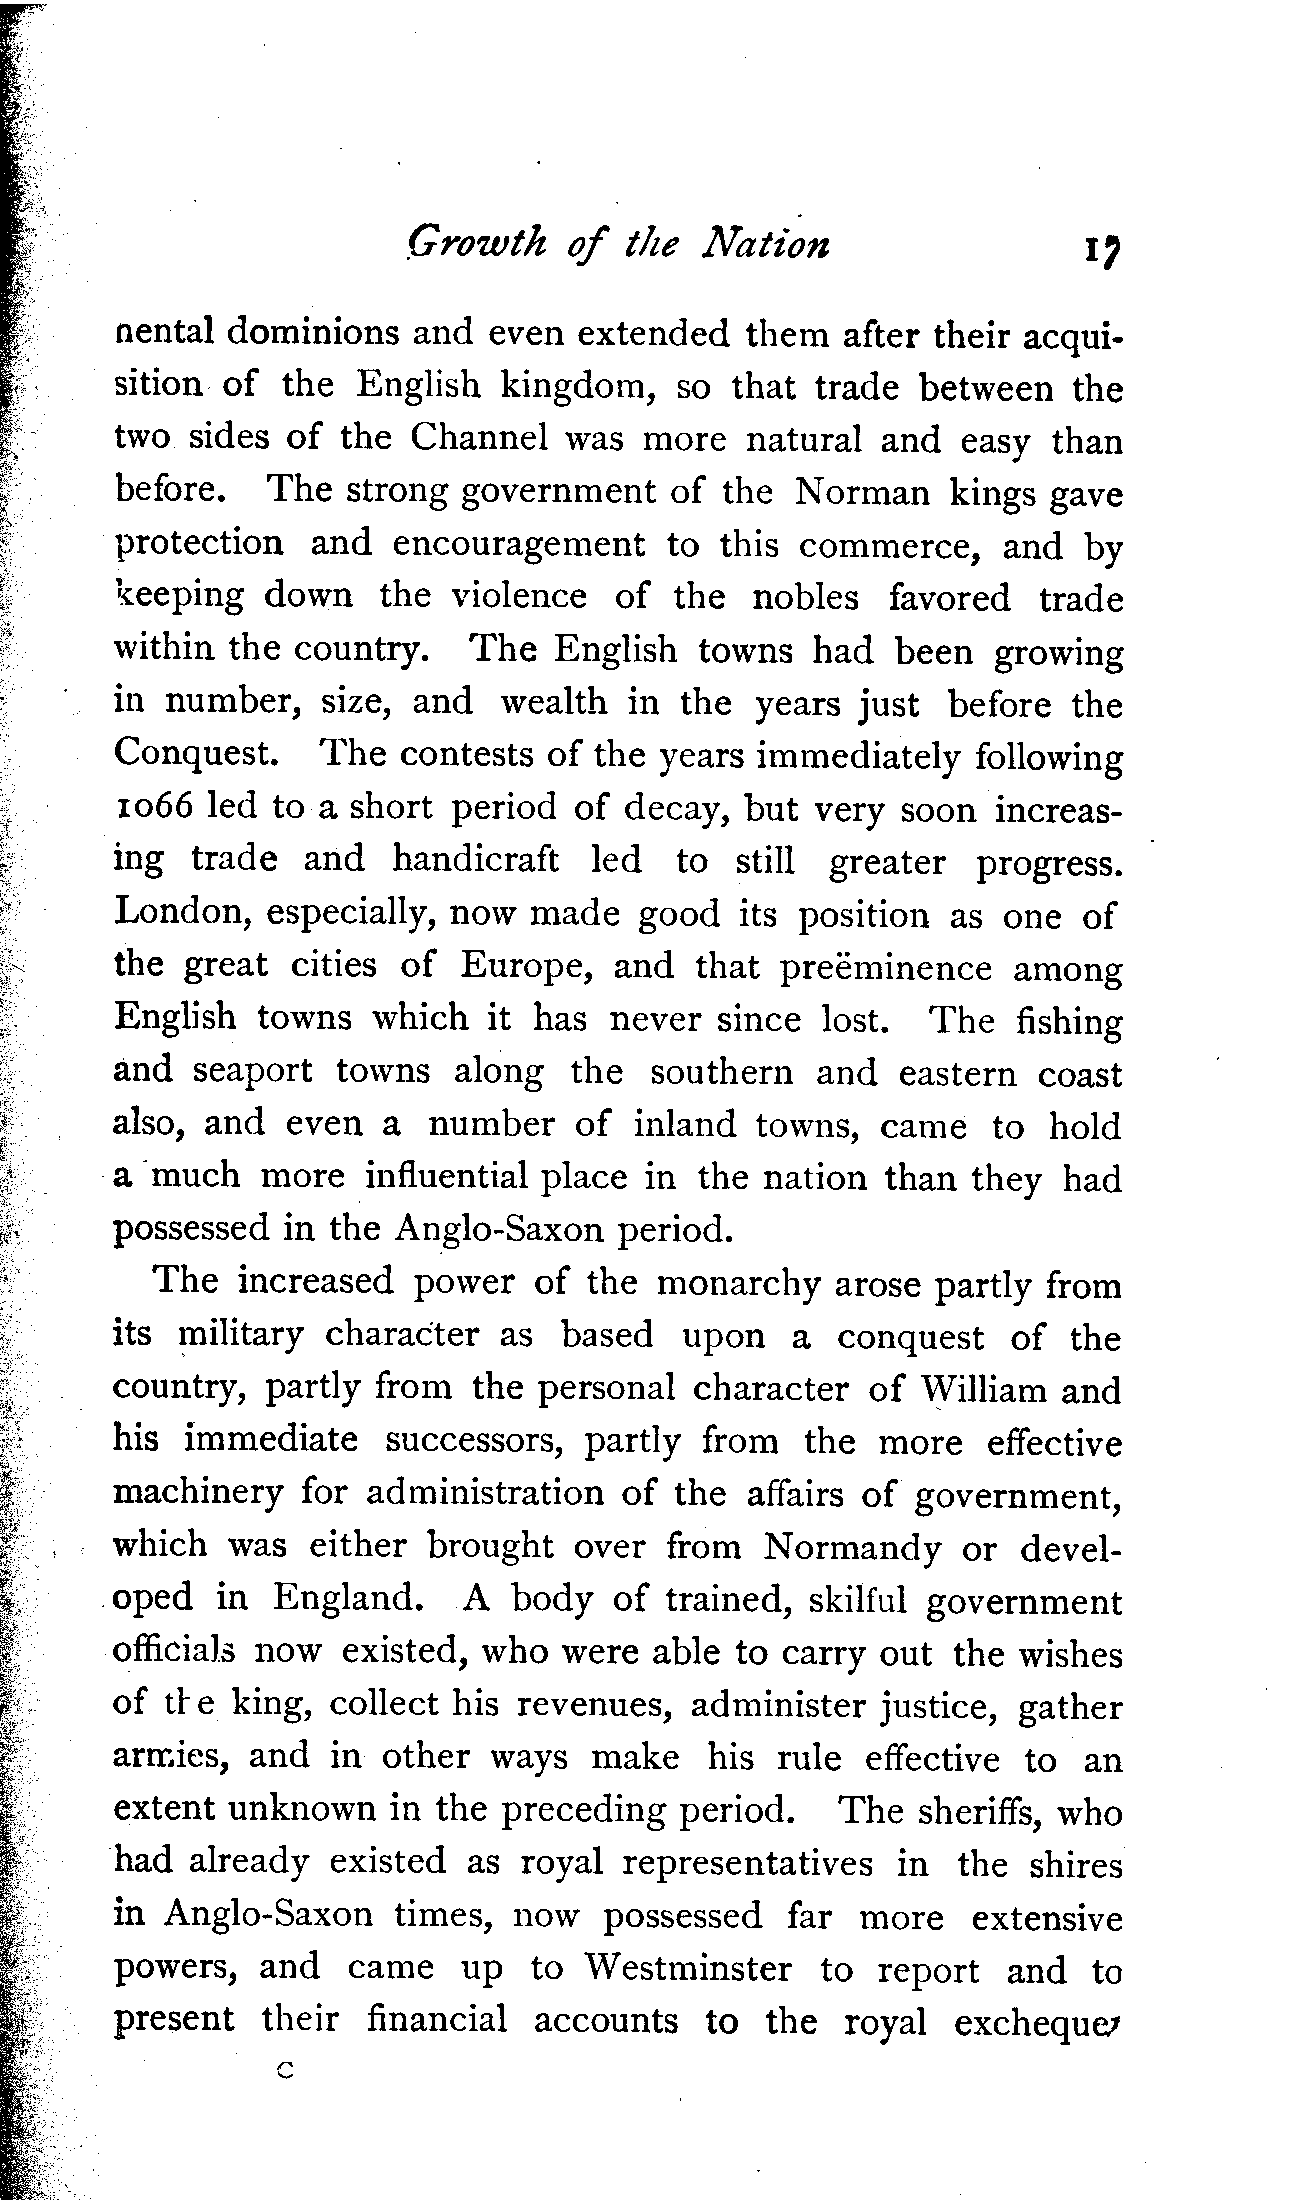 Growth of the Nation 17
nental dominions and even extended them after their acqui-
sition of the English kingdom, so that trade between the
two sides of the Channel was more natural and easy than
before. The strong government of the Norman kings gave
protection and encouragement to this commerce, and by
keeping down the violence of the nobles favored trade
within the country. The English towns had been growing
in number, size, and wealth in the years just before the
Conquest. The contests of the years immediately following
1066 led to a short period of decay, but very soon increas-
ing trade and handicraft led to still greater progress.
London, especially, now made good its position as one of
the great cities of Europe, and that preëminence among
English towns which it has never since lost. The fishing
and seaport towns along the southern and eastern coast
also, and even a number of inland towns, came to hold
a much more influential place in the nation than they had
possessed in the Anglo-Saxon period.
The increased power of the monarchy arose partly from
its military character as based upon a conquest of the
country, partly from the personal character of William and
his immediate successors, partly from the more effective
machinery for administration of the affairs of government,
which was either brought over from Normandy or devel-
oped in England. A body of trained, skilful government
officials now existed, who were able to carry out the wishes
of the king, collect his revenues, administer justice, gather
armies, and in other ways make his rule effective to an
extent unknown in the preceding period. The sheriffs, who
had already existed as royal representatives in the shires
in Anglo-Saxon times, now possessed far more extensive
powers, and came up to Westminster to report and to
present their financial accounts to the royal exchequer
C